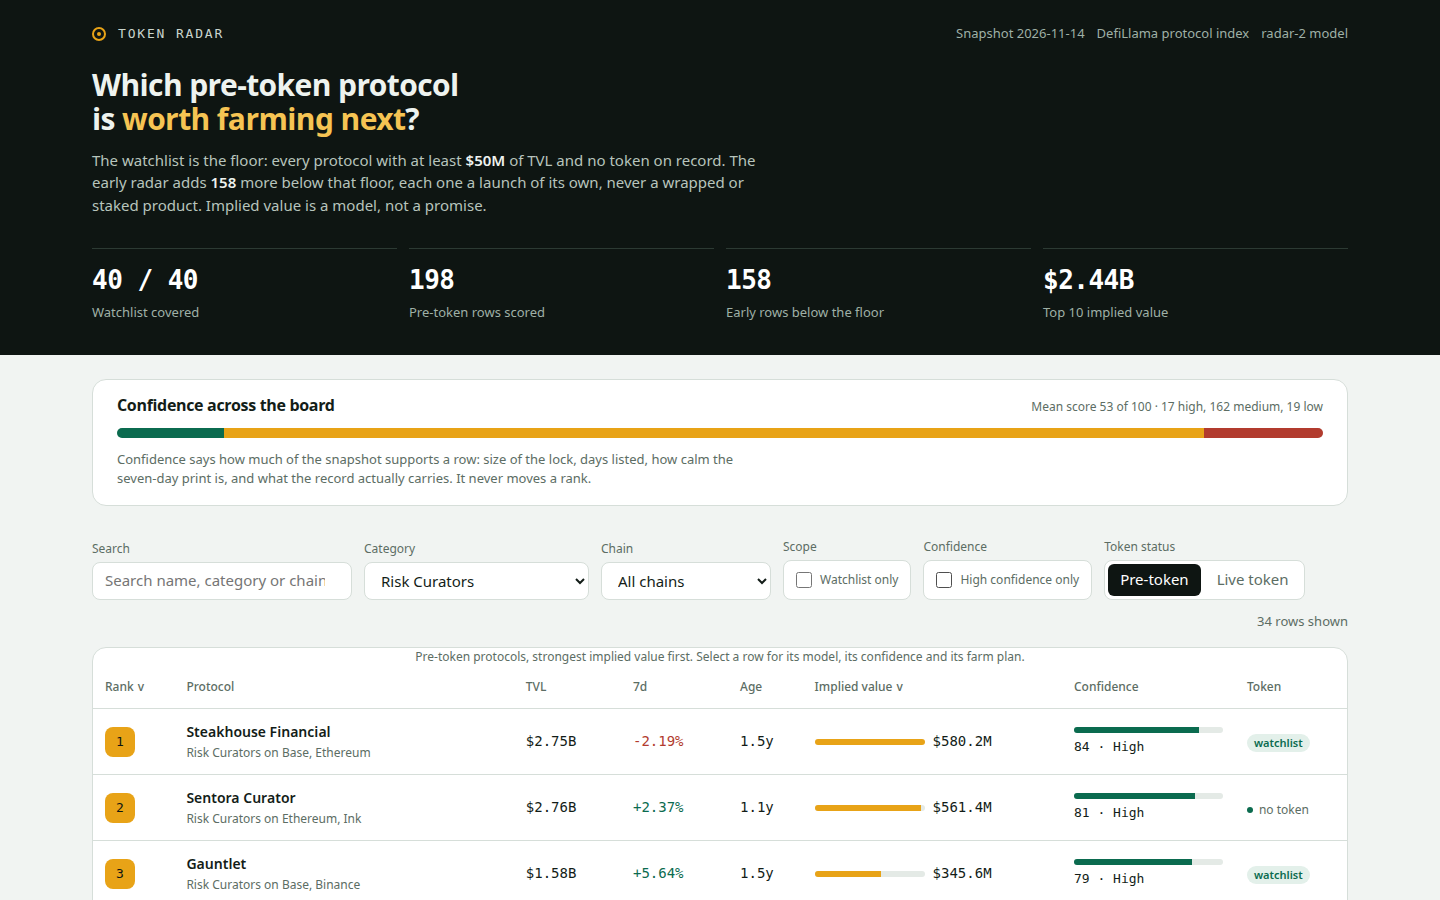 TOKEN RADAR
Snapshot 2026-11-14 DefiLlama protocol index radar-2 model
Which pre-token protocol
is worth farming next?
The watchlist is the floor: every protocol with at least $50M of TVL and no token on record. The
early radar adds 158 more below that floor, each one a launch of its own, never a wrapped or
staked product. Implied value is a model, not a promise.
40 / 40
Watchlist covered
198
Pre-token rows scored
158
Early rows below the floor
$2.44B
Top 10 implied value
Confidence across the board
Mean score 53 of 100 · 17 high, 162 medium, 19 low
Confidence says how much of the snapshot supports a row: size of the lock, days listed, how calm the
seven-day print is, and what the record actually carries. It never moves a rank.
Search
Search name, category or chain
Category
Risk Curators
Chain
All chains
Scope
Watchlist only
Confidence
High confidence only
Token status
Pre-token Live token
34 rows shown
Pre-token protocols, strongest implied value first. Select a row for its model, its confidence and its farm plan.
Rank v Protocol TVL 7d Age Implied value v Confidence Token
1 Steakhouse Financial $2.75B -2.19% 1.5y $580.2M 84 · High watchlist
Risk Curators on Base, Ethereum
2 Sentora Curator $2.76B +2.37% 1.1y $561.4M 81 · High no token
Risk Curators on Ethereum, Ink
3 Gauntlet $1.58B +5.64% 1.5y $345.6M 79 · High watchlist
Risk Curators on Base, Binance